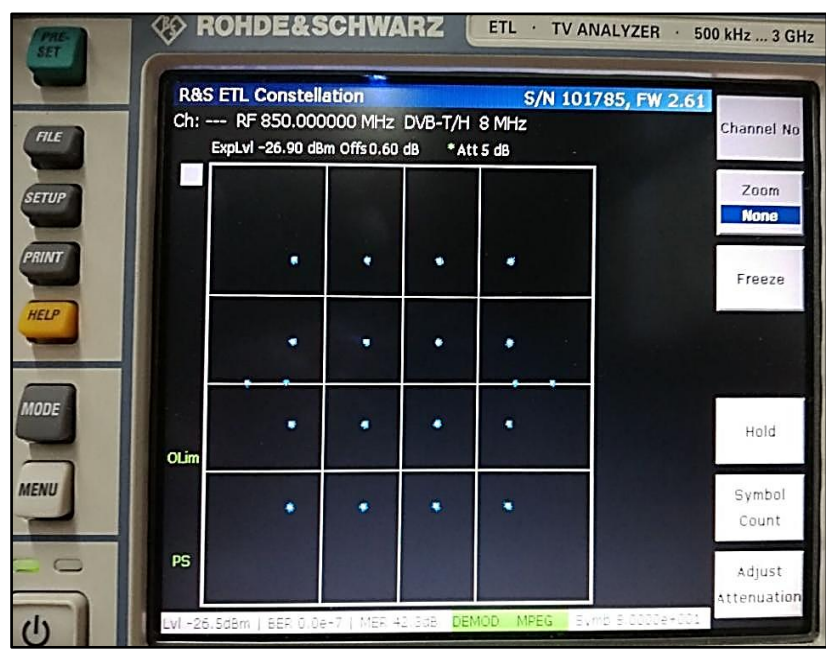 PRE-
SET
ROHDE&SCHWARZ
ETL · TV ANALYZER · 500 kHz ... 3 GHz
R&S ETL Constellation S/N 101785, FW 2.61
Ch: --- RF 850.000000 MHz DVB-T/H 8 MHz
ExpLvl -26.90 dBm Offs 0.60 dB *Att 5 dB
Channel No
FILE
SETUP
Zoom
None
PRINT
Freeze
HELP
MODE
Hold
OLim
MENU
Symbol
Count
PS
Adjust
Attenuation
Lvl -26.5dBm | BER 0.0e-7 | MER 42.3dB DEMOD MPEG